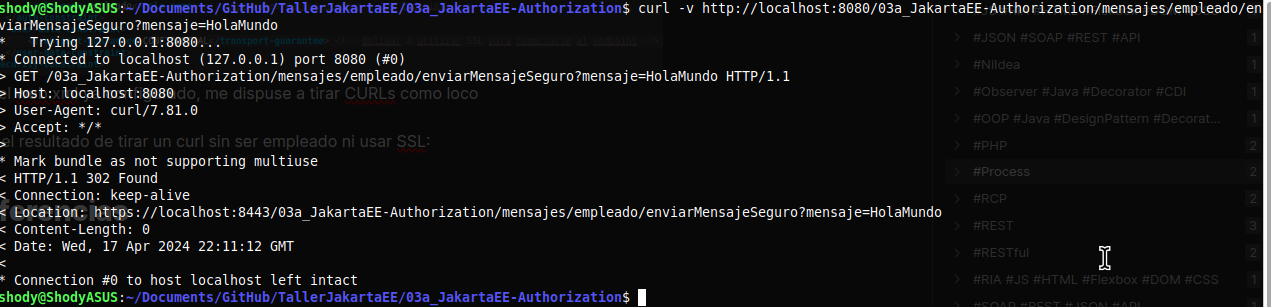 shody@ShodyASUS:~/Documents/GitHub/TallerJakartaEE/03a_JakartaEE-Authorization$ curl -v http://localhost:8080/03a_JakartaEE-Authorization/mensajes/empleado/en
viarMensajeSeguro?mensaje=HolaMundo
*   Trying 127.0.0.1:8080...
* Connected to localhost (127.0.0.1) port 8080 (#0)
> GET /03a_JakartaEE-Authorization/mensajes/empleado/enviarMensajeSeguro?mensaje=HolaMundo HTTP/1.1
> Host: localhost:8080
> User-Agent: curl/7.81.0
> Accept: */*
>
* Mark bundle as not supporting multiuse
< HTTP/1.1 302 Found
< Connection: keep-alive
< Location: https://localhost:8443/03a_JakartaEE-Authorization/mensajes/empleado/enviarMensajeSeguro?mensaje=HolaMundo
< Content-Length: 0
< Date: Wed, 17 Apr 2024 22:11:12 GMT
<
* Connection #0 to host localhost left intact
shody@ShodyASUS:~/Documents/GitHub/TallerJakartaEE/03a_JakartaEE-Authorization$
me dispuse a tirar CURLs como loco
el resultado de tirar un curl sin ser empleado ni usar SSL:
#JSON #SOAP #REST #API 1
#NiIdea 1
#Observer #Java #Decorator #CDI 1
#OOP #Java #DesignPattern #Decorat... 1
#PHP 2
#Process 2
#RCP 2
#REST 3
#RESTful 2
#RIA #JS #HTML #Flexbox #DOM #CSS 1
#SOAP #REST #JSON #API 1